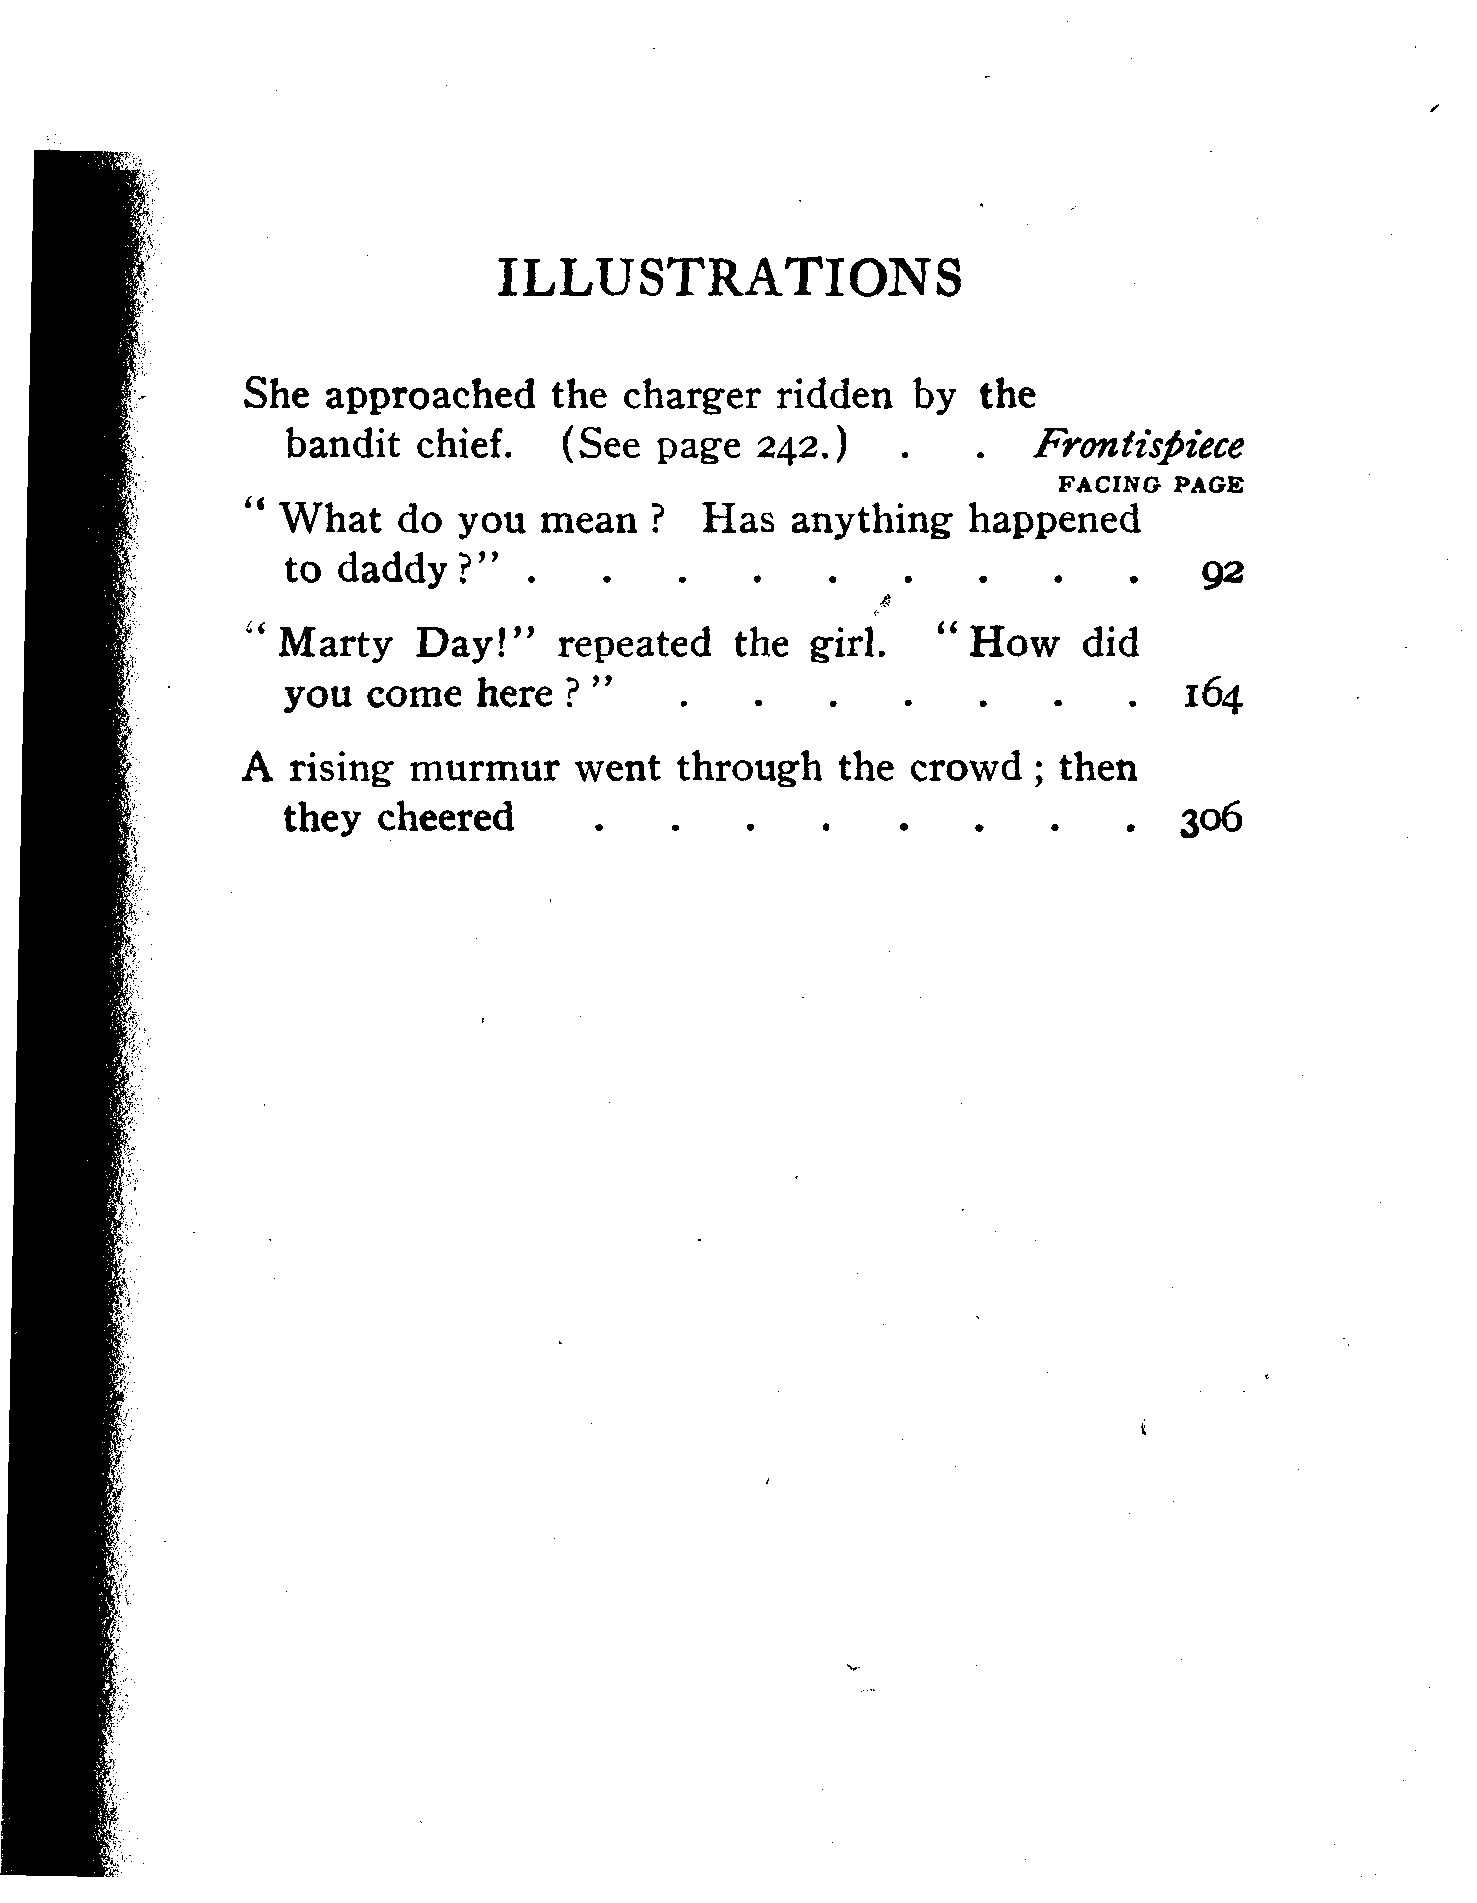 ILLUSTRATIONS
She approached the charger ridden by the
bandit chief. (See page 242.) . . Frontispiece
FACING PAGE
“ What do you mean ? Has anything happened
to daddy ?” . . . . . . . . . 92
“ Marty Day!” repeated the girl. “ How did
you come here ? ” . . . . . . . 164
A rising murmur went through the crowd ; then
they cheered . . . . . . . . 306